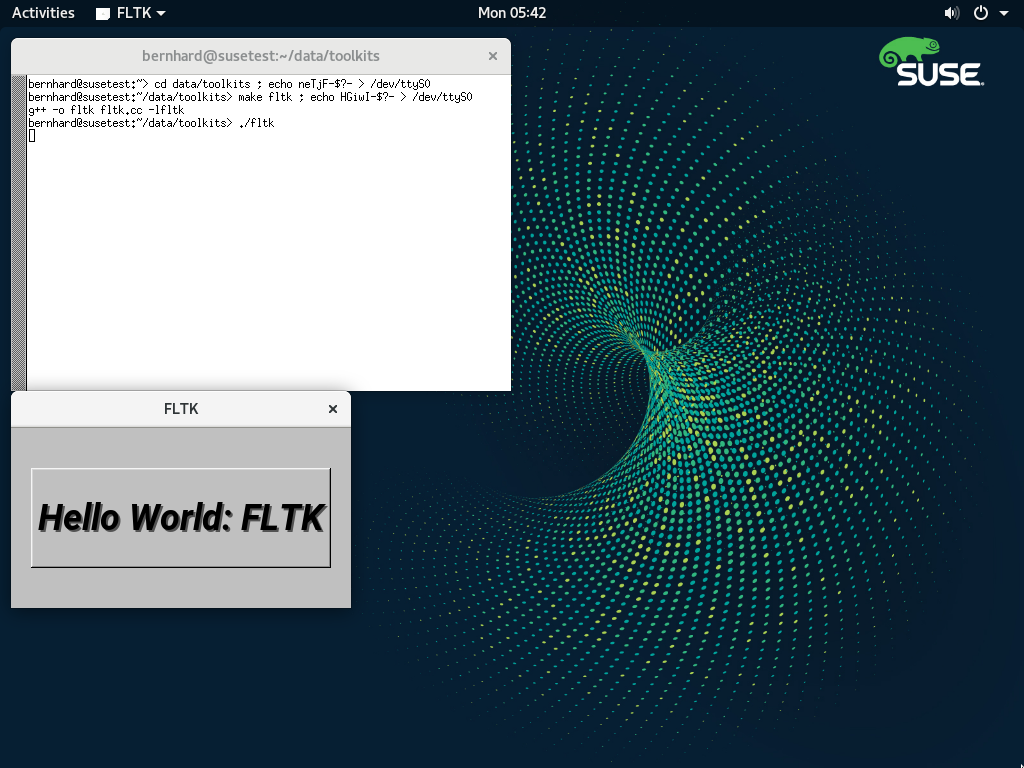 Activities FLTK Mon 05:42
SUSE
bernhard@susetest:~/data/toolkits
bernhard@susetest:~> cd data/toolkits ; echo neTjF-$?- > /dev/ttyS0
bernhard@susetest:~/data/toolkits> make fltk ; echo HGiwI-$?- > /dev/ttyS0
g++ -o fltk fltk.cc -lfltk
bernhard@susetest:~/data/toolkits> ./fltk
FLTK
Hello World: FLTK